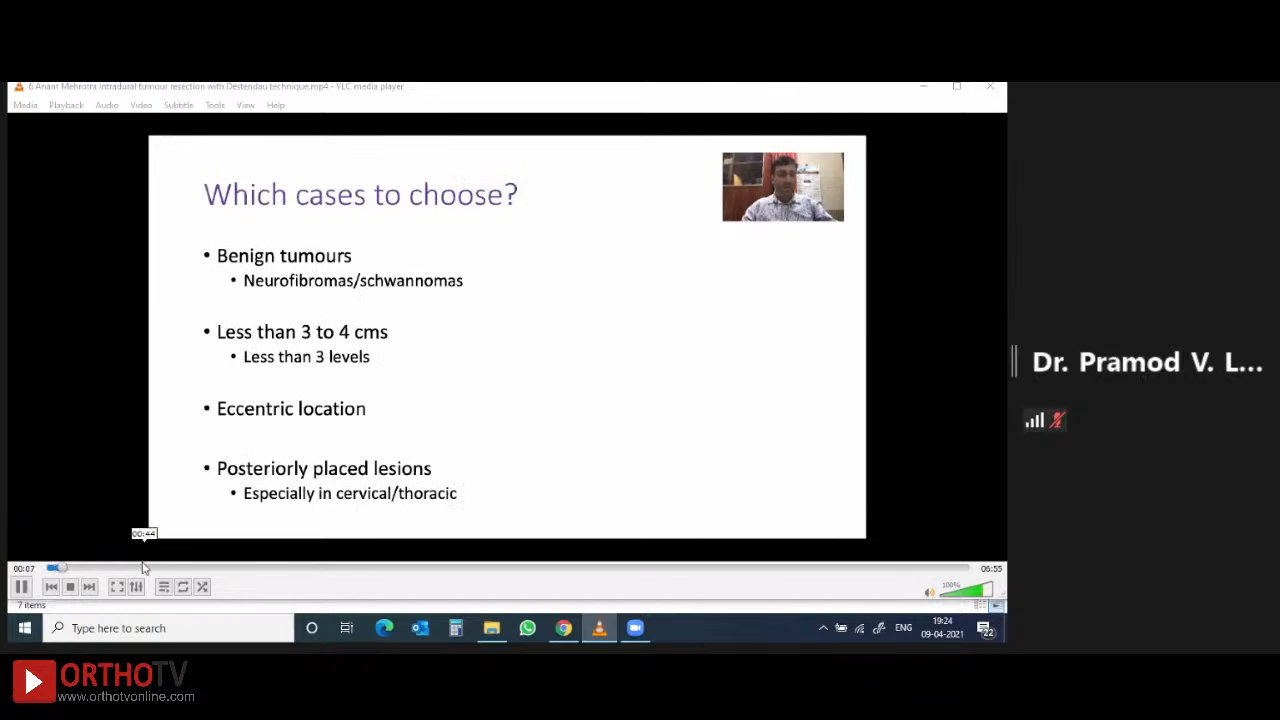 6 Anant Mehrotra Intradural tumour resection with Destendau technique.mp4 - VLC media player
Media Playback Audio Video Subtitle Tools View Help
Which cases to choose?
• Benign tumours
• Neurofibromas/schwannomas
• Less than 3 to 4 cms
• Less than 3 levels
• Eccentric location
• Posteriorly placed lesions
• Especially in cervical/thoracic
Dr. Pramod V. L...
00:44
00:07
06:55
100%
7 items
Type here to search
ENG
19:24
09-04-2021
22
ORTHOTV
www.orthotvonline.com